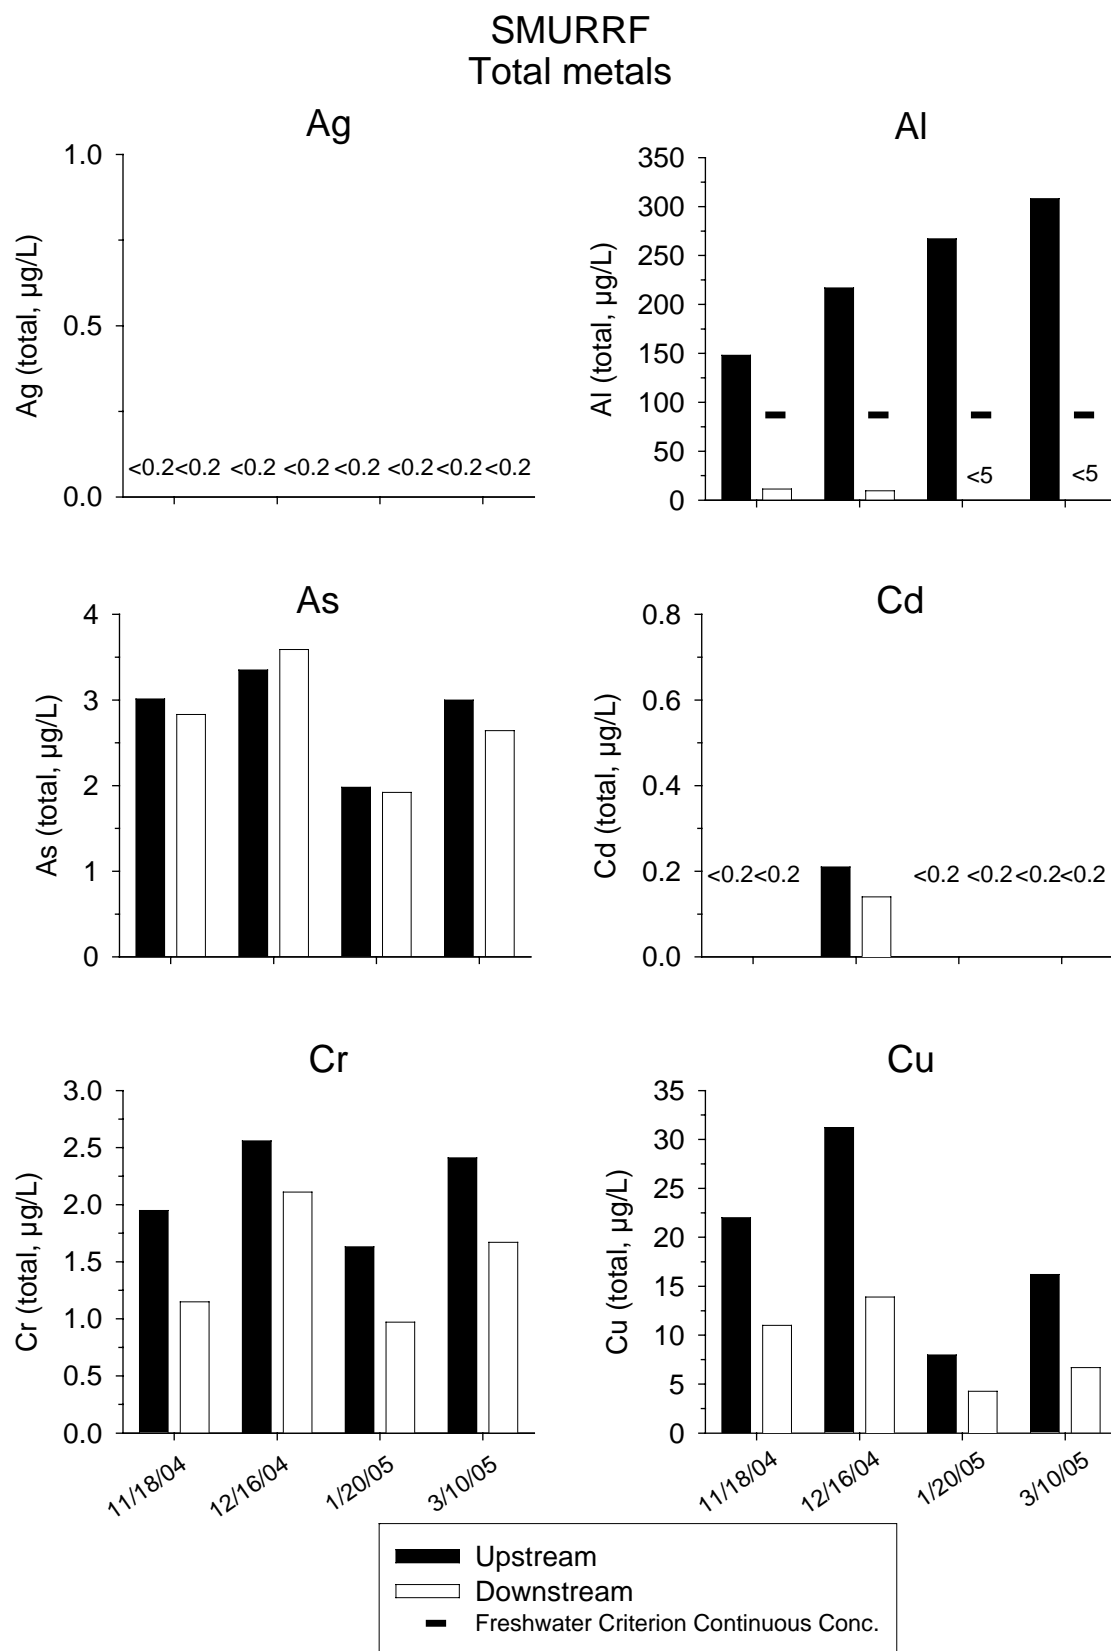 SMURRF
Total metals
Ag
Ag (total, µg/L)
1.0
0.5
0.0
<0.2 <0.2 <0.2 <0.2 <0.2 <0.2 <0.2 <0.2
Al
Al (total, µg/L)
350
300
250
200
150
100
50
0
<5
<5
As
As (total, µg/L)
4
3
2
1
0
Cd
Cd (total, µg/L)
0.8
0.6
0.4
0.2
0.0
<0.2 <0.2 <0.2 <0.2 <0.2 <0.2
Cr
Cr (total, µg/L)
3.0
2.5
2.0
1.5
1.0
0.5
0.0
11/18/04
12/16/04
1/20/05
3/10/05
Cu
Cu (total, µg/L)
35
30
25
20
15
10
5
0
11/18/04
12/16/04
1/20/05
3/10/05
Upstream
Downstream
Freshwater Criterion Continuous Conc.